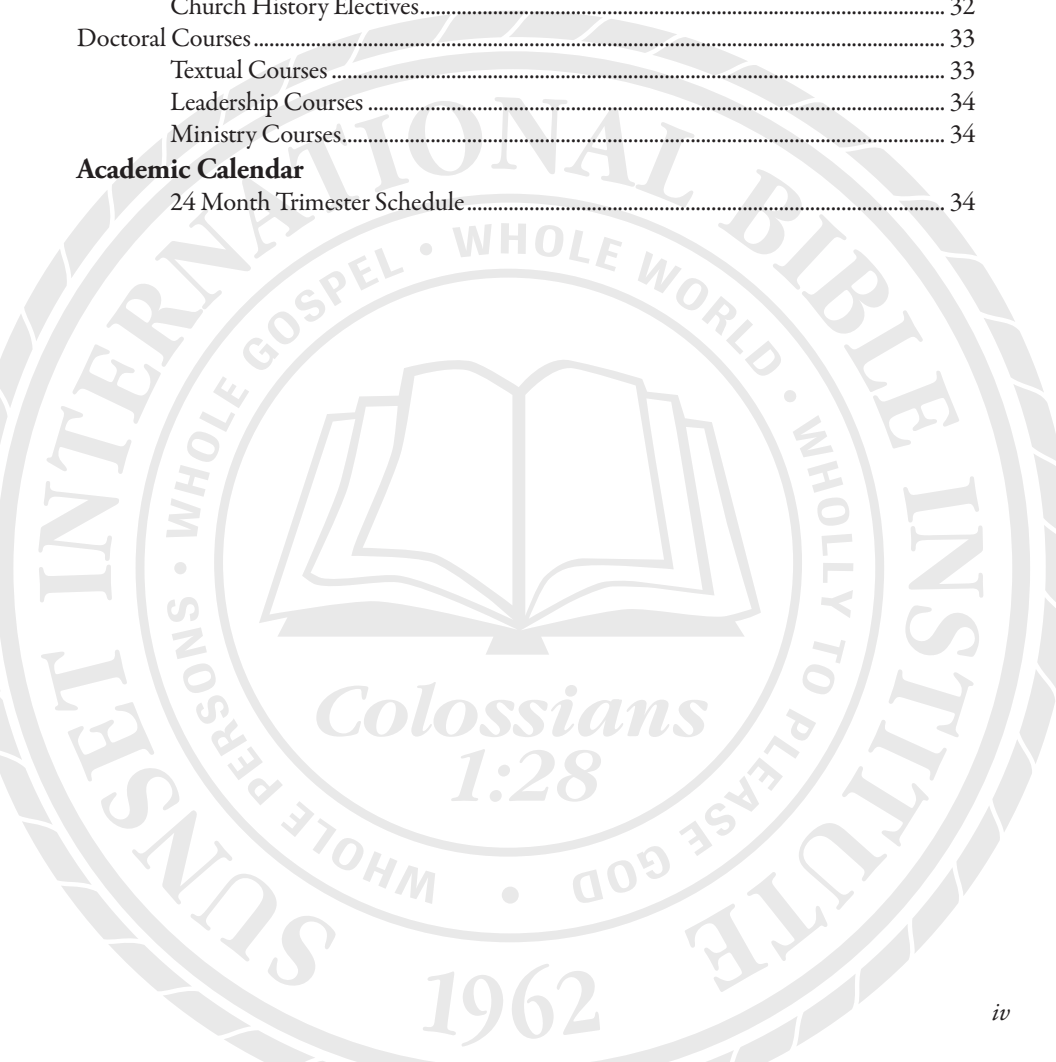 Church History Electives 32
Doctoral Courses 33
Textual Courses 33
Leadership Courses 34
Ministry Courses 34
Academic Calendar
24 Month Trimester Schedule 34
SUNSET INTERNATIONAL BIBLE INSTITUTE
WHOLE PERSONS • WHOLE GOSPEL • WHOLE WORLD • WHOLLY TO PLEASE GOD •
Colossians
1:28
1962
iv